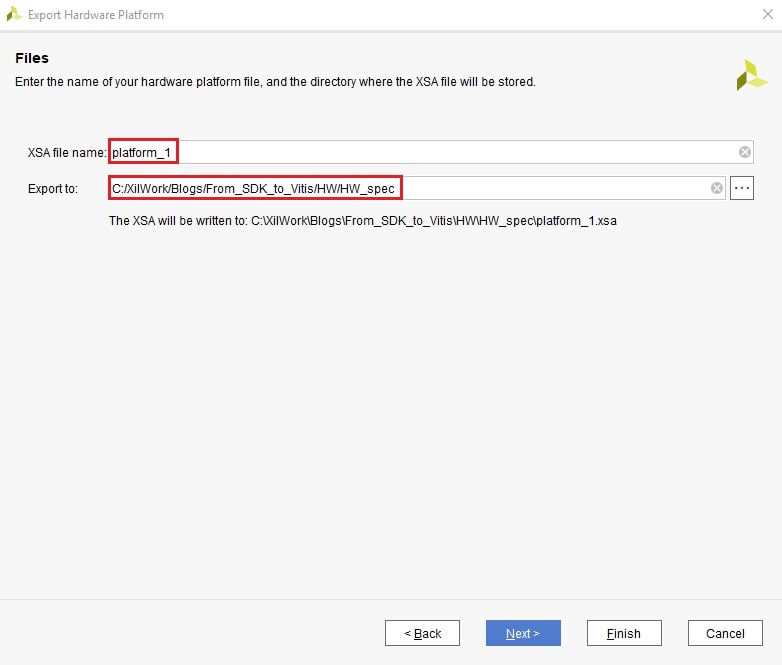 Export Hardware Platform
Files
Enter the name of your hardware platform file, and the directory where the XSA file will be stored.
XSA file name: platform_1
Export to: C:/XilWork/Blogs/From_SDK_to_Vitis/HW/HW_spec ...
The XSA will be written to: C:\XilWork\Blogs\From_SDK_to_Vitis\HW\HW_spec\platform_1.xsa
< Back Next > Finish Cancel